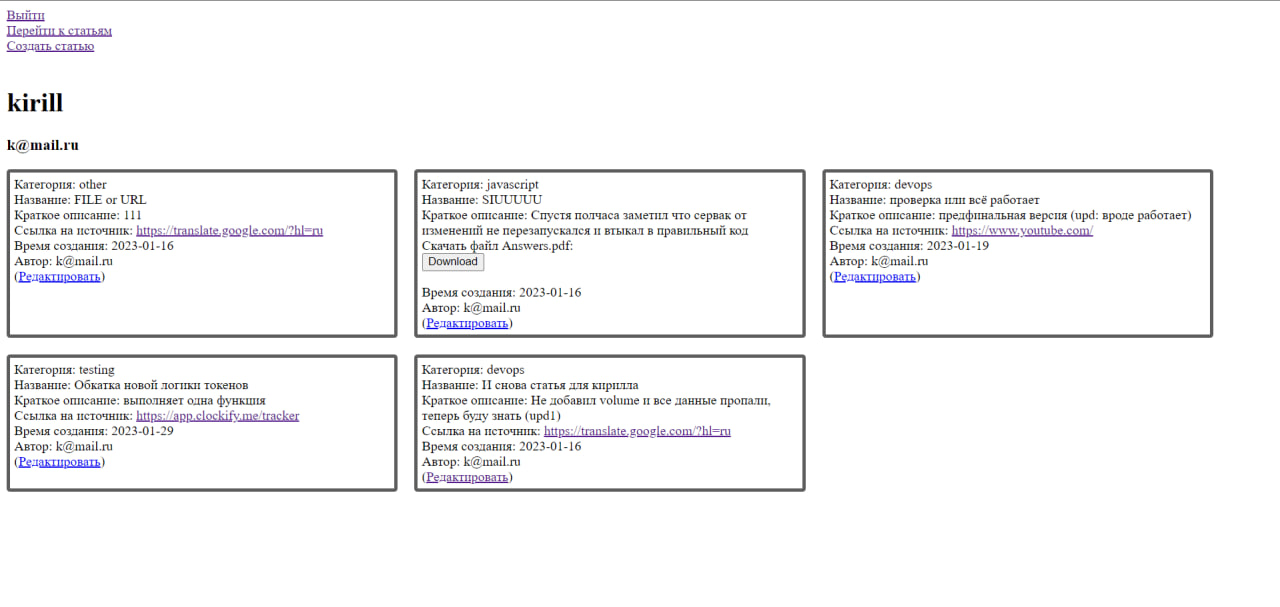 Выйти
Перейти к статьям
Создать статью
kirill
k@mail.ru
Категория: other
Название: FILE or URL
Краткое описание: 111
Ссылка на источник: https://translate.google.com/?hl=ru
Время создания: 2023-01-16
Автор: k@mail.ru
(Редактировать)
Категория: javascript
Название: SIUUUUU
Краткое описание: Спустя полчаса заметил что сервак от
изменений не перезапускался и втыкал в правильный код
Скачать файл Answers.pdf:
Download
Время создания: 2023-01-16
Автор: k@mail.ru
(Редактировать)
Категория: devops
Название: проверка или всё работает
Краткое описание: предфинальная версия (upd: вроде работает)
Ссылка на источник: https://www.youtube.com/
Время создания: 2023-01-19
Автор: k@mail.ru
(Редактировать)
Категория: testing
Название: Обкатка новой логики токенов
Краткое описание: выполняет одна функция
Ссылка на источник: https://app.clockify.me/tracker
Время создания: 2023-01-29
Автор: k@mail.ru
(Редактировать)
Категория: devops
Название: И снова статья для кирилла
Краткое описание: Не добавил volume и все данные пропали,
теперь буду знать (upd1)
Ссылка на источник: https://translate.google.com/?hl=ru
Время создания: 2023-01-16
Автор: k@mail.ru
(Редактировать)